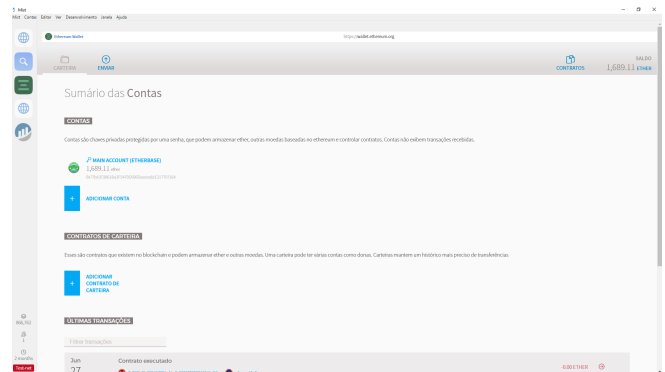 Mist
Mist Contas Editar Ver Desenvolvimento Janela Ajuda
Ethereum Wallet
https://wallet.ethereum.org
CARTEIRA
ENVIAR
CONTRATOS
SALDO
1,689.11 ETHER
Sumário das Contas
CONTAS
Contas são chaves privadas protegidas por uma senha, que podem armazenar ether, outras moedas baseadas no ethereum e controlar contratos. Contas não exibem transações recebidas.
MAIN ACCOUNT (ETHERBASE)
1,689.11 ether
ADICIONAR CONTA
CONTRATOS DE CARTEIRA
Esses são contratos que existem no blockchain e podem armazenar ether e outras moedas. Uma carteira pode ter várias contas como donas. Carteiras mantem um histórico mais preciso de transferências
ADICIONAR
CONTRATO DE
CARTEIRA
ÚLTIMAS TRANSAÇÕES
Filtrar transações
Jun
27
Contrato executado
-0.00 ETHER
1
2 months
Test-net